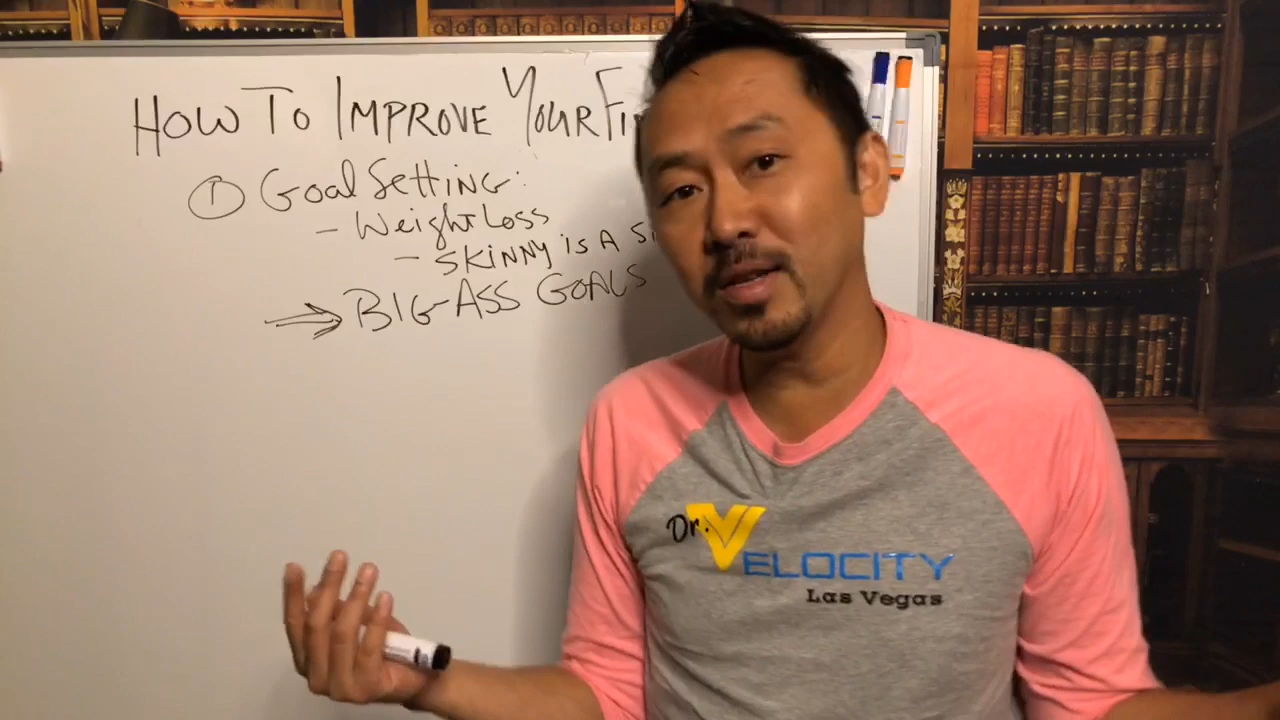 HOW TO IMPROVE YOUR
① GOAL SETTING:
- WEIGHT LOSS
- SKINNY IS A
⇒ BIG-ASS GOALS
Dr. VELOCITY
Las Vegas